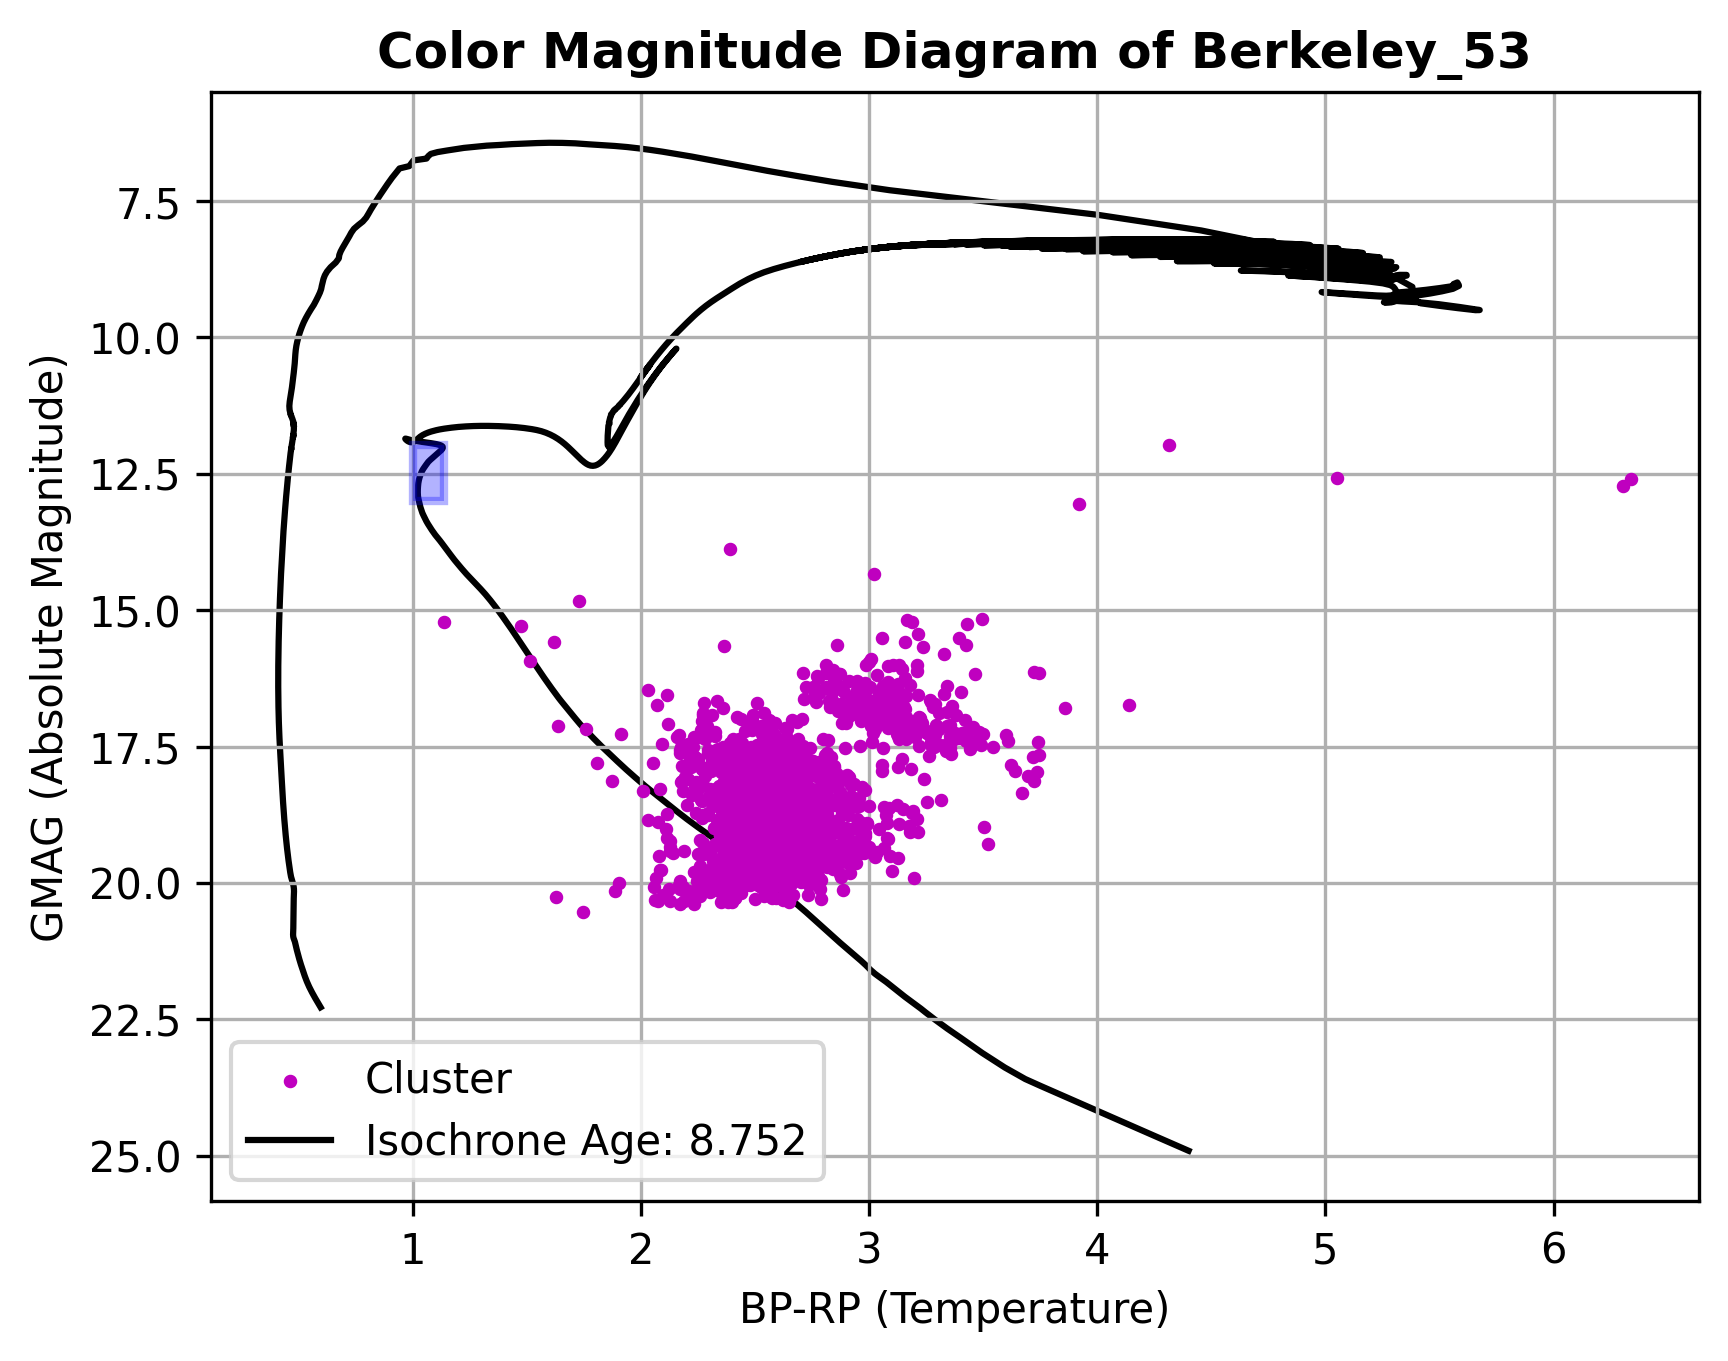 Color Magnitude Diagram of Berkeley_53
GMAG (Absolute Magnitude)
7.5
10.0
12.5
15.0
17.5
20.0
22.5
25.0
Cluster
Isochrone Age: 8.752
1 2 3 4 5 6
BP-RP (Temperature)